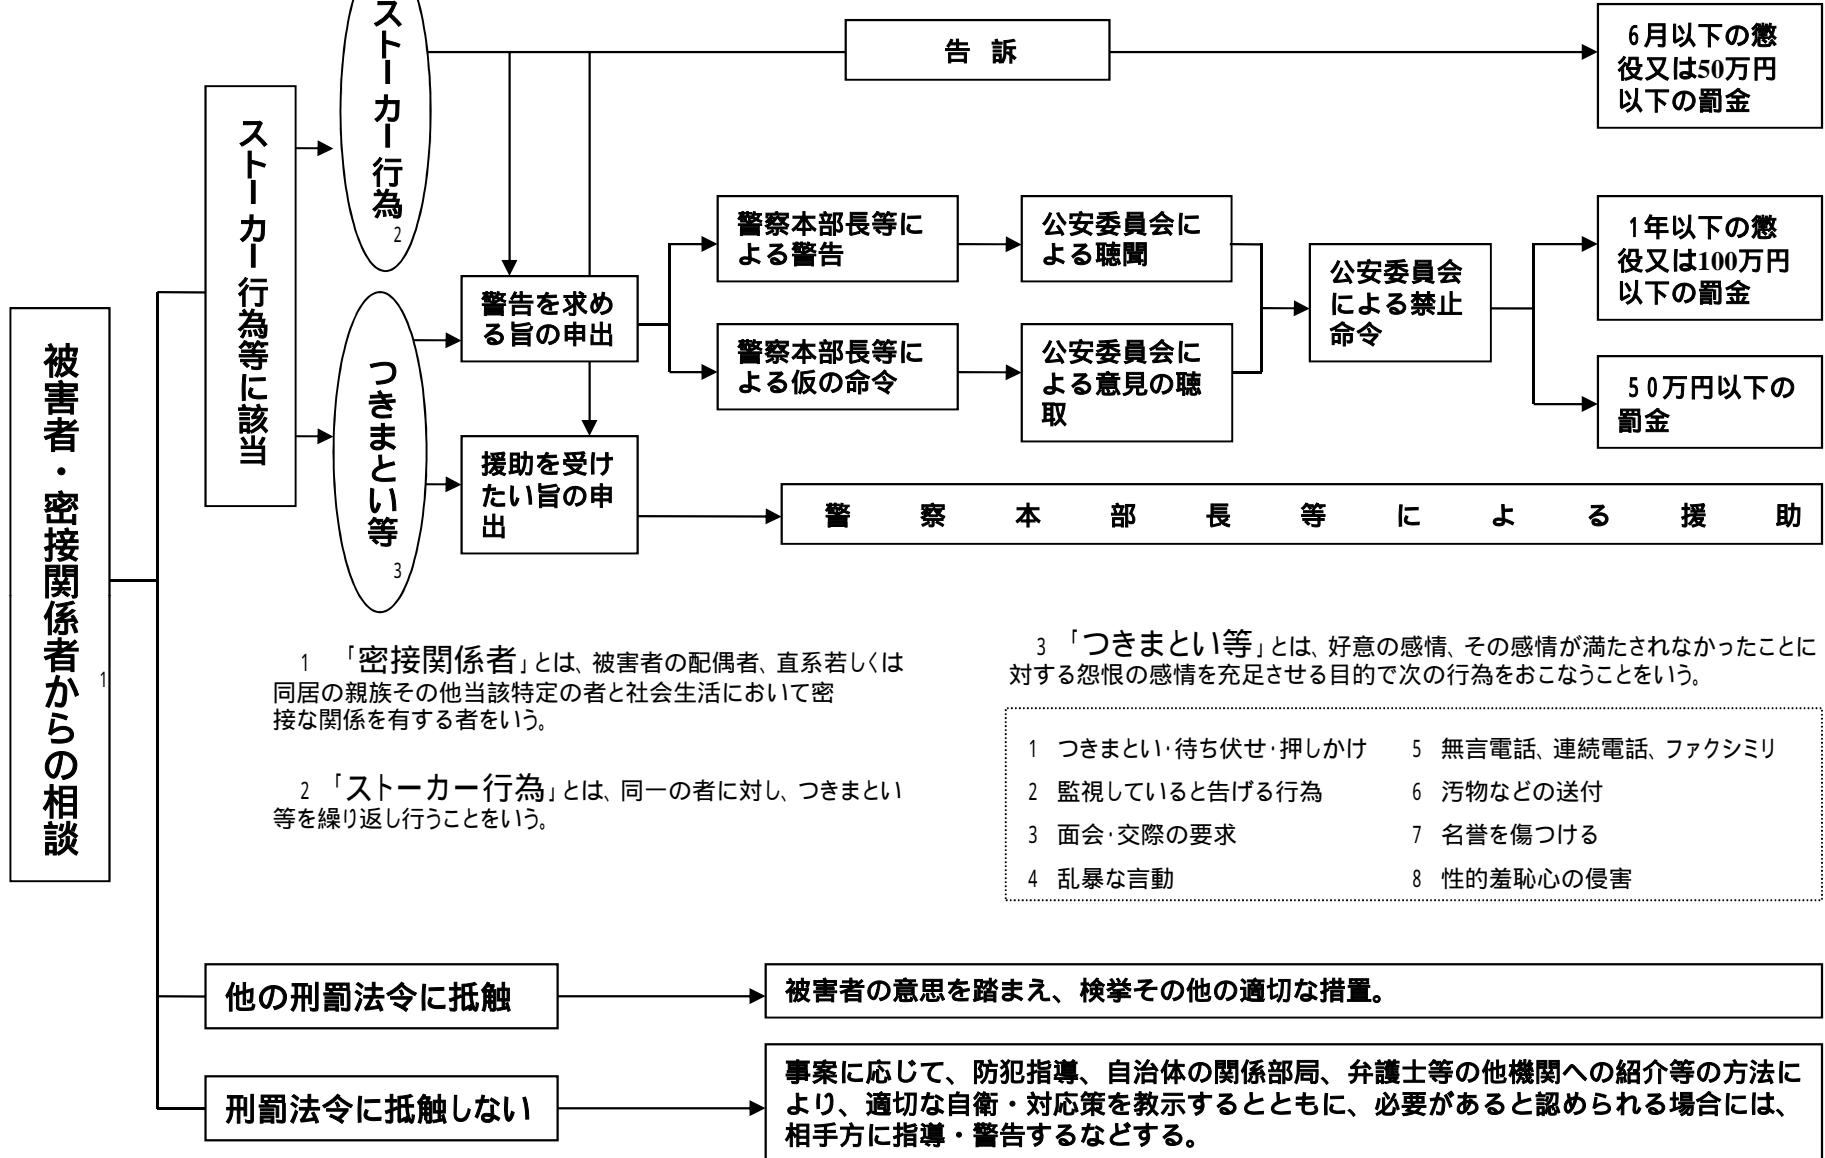 被害者・密接関係者からの相談
1
ストーカー行為等に該当
ストーカー行為
2
つきまとい等
3
告 訴
6月以下の懲
役又は50万円
以下の罰金
警告を求め
る旨の申出
警察本部長等に
よる警告
公安委員会に
よる聴聞
警察本部長等に
よる仮の命令
公安委員会に
よる意見の聴
取
公安委員会
による禁止
命令
1年以下の懲
役又は100万円
以下の罰金
50万円以下の
罰金
援助を受け
たい旨の申
出
警 察 本 部 長 等 に よ る 援 助
1 「密接関係者」とは、被害者の配偶者、直系若しくは
同居の親族その他当該特定の者と社会生活において密
接な関係を有する者をいう。
2 「ストーカー行為」とは、同一の者に対し、つきまとい
等を繰り返し行うことをいう。
3 「つきまとい等」とは、好意の感情、その感情が満たされなかったことに
対する怨恨の感情を充足させる目的で次の行為をおこなうことをいう。
1 つきまとい・待ち伏せ・押しかけ
2 監視していると告げる行為
3 面会・交際の要求
4 乱暴な言動
5 無言電話、連続電話、ファクシミリ
6 汚物などの送付
7 名誉を傷つける
8 性的羞恥心の侵害
他の刑罰法令に抵触
被害者の意思を踏まえ、検挙その他の適切な措置。
刑罰法令に抵触しない
事案に応じて、防犯指導、自治体の関係部局、弁護士等の他機関への紹介等の方法に
より、適切な自衛・対応策を教示するとともに、必要があると認められる場合には、
相手方に指導・警告するなどする。